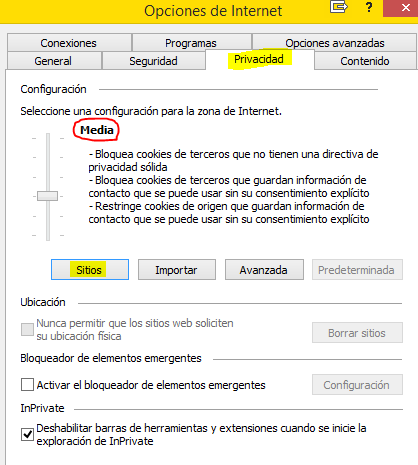 Opciones de Internet
?
Conexiones Programas Opciones avanzadas
General Seguridad Privacidad Contenido
Configuración
Seleccione una configuración para la zona de Internet.
Media
- Bloquea cookies de terceros que no tienen una directiva de
privacidad sólida
- Bloquea cookies de terceros que guardan información de
contacto que se puede usar sin su consentimiento explícito
- Restringe cookies de origen que guardan información de
contacto que se puede usar sin su consentimiento explícito
Sitios Importar Avanzada Predeterminada
Ubicación
Nunca permitir que los sitios web soliciten
su ubicación física
Borrar sitios
Bloqueador de elementos emergentes
Activar el bloqueador de elementos emergentes Configuración
InPrivate
Deshabilitar barras de herramientas y extensiones cuando se inicie la
exploración de InPrivate